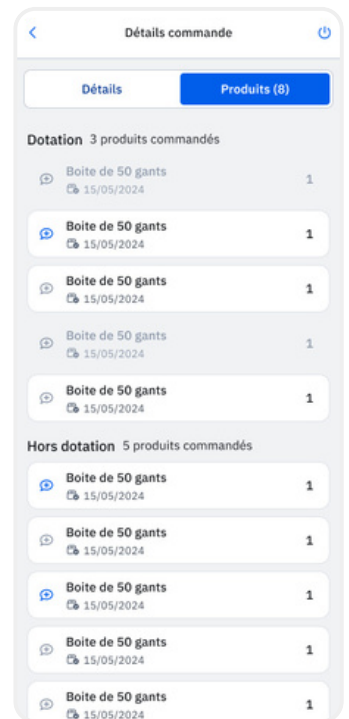 Détails commande
Détails
Produits (8)
Dotation 3 produits commandés
Boite de 50 gants
15/05/2024
1
Boite de 50 gants
15/05/2024
1
Boite de 50 gants
15/05/2024
1
Boite de 50 gants
15/05/2024
1
Boite de 50 gants
15/05/2024
1
Hors dotation 5 produits commandés
Boite de 50 gants
15/05/2024
1
Boite de 50 gants
15/05/2024
1
Boite de 50 gants
15/05/2024
1
Boite de 50 gants
15/05/2024
1
Boite de 50 gants
15/05/2024
1